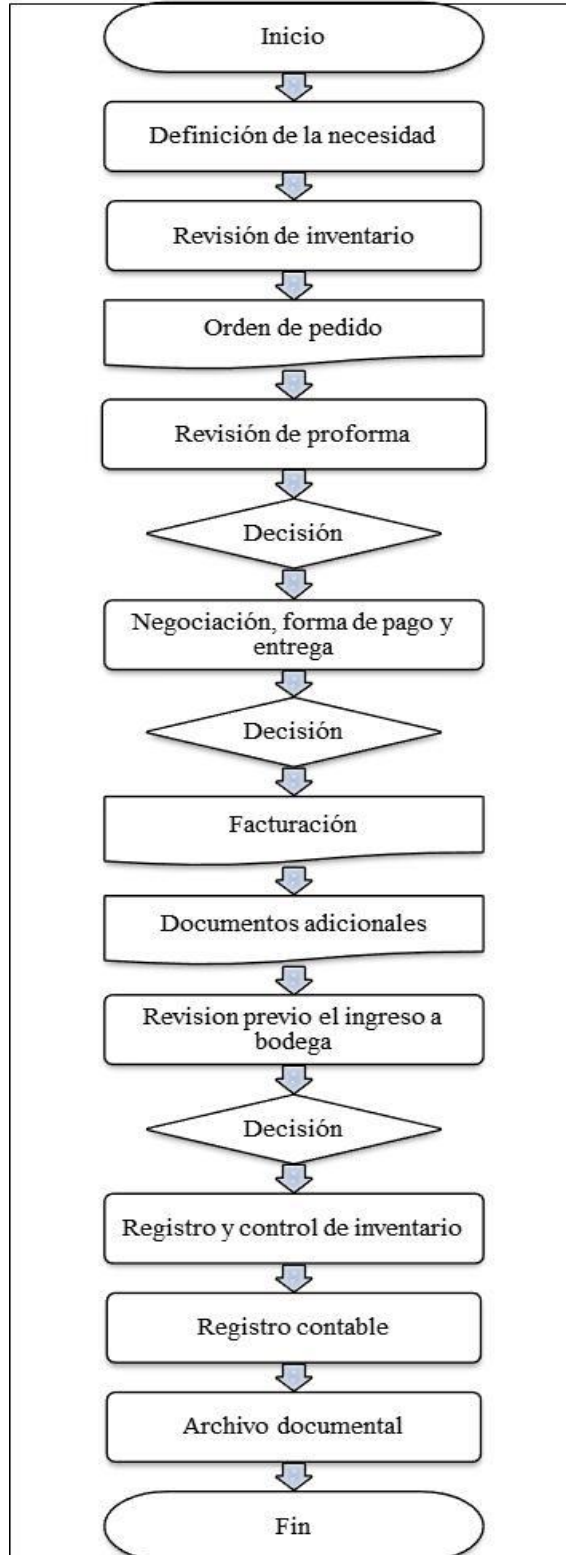 Inicio
Definición de la necesidad
Revisión de inventario
Orden de pedido
Revisión de proforma
Decisión
Negociación, forma de pago y
entrega
Decisión
Facturación
Documentos adicionales
Revision previo el ingreso a
bodega
Decisión
Registro y control de inventario
Registro contable
Archivo documental
Fin